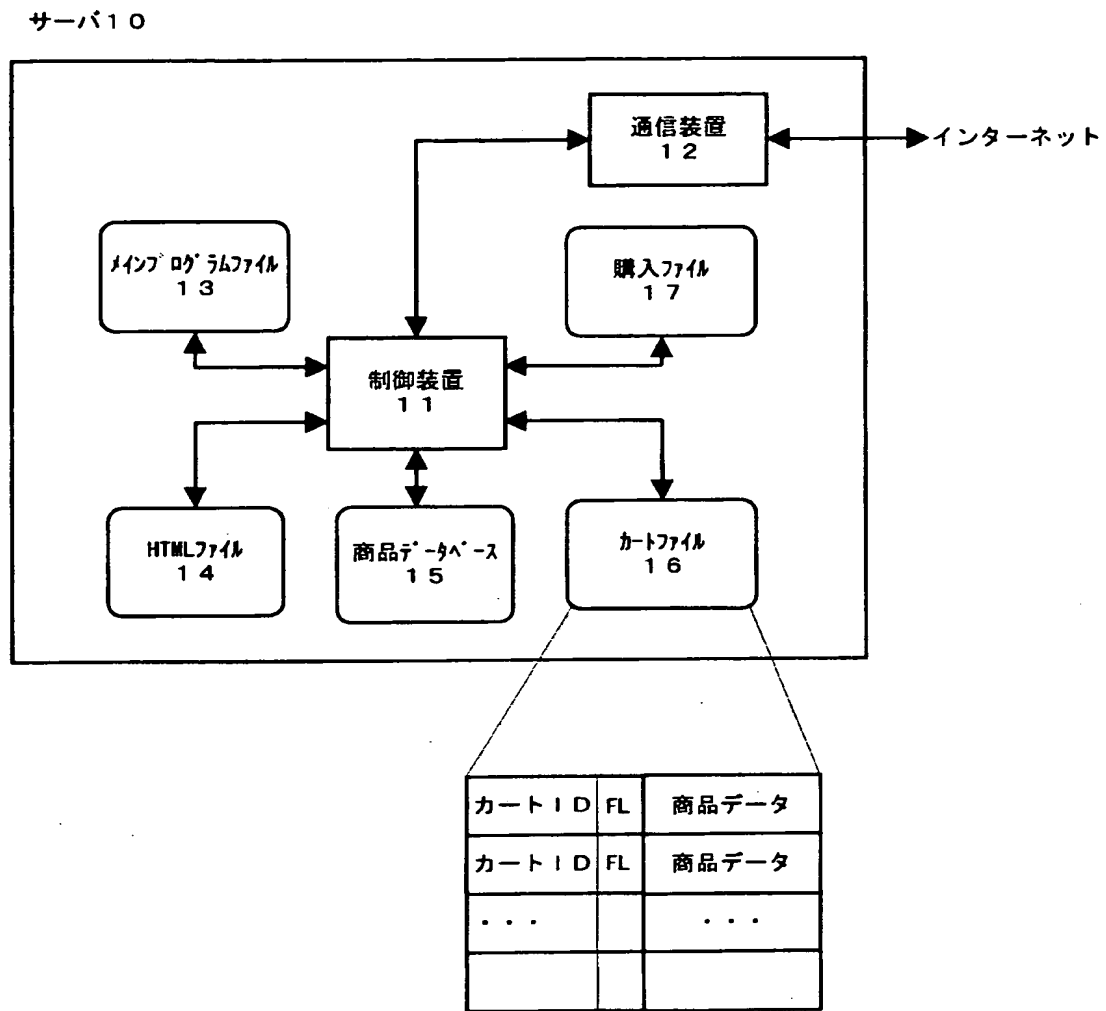 サーバ10
通信装置
12
インターネット
メインプログラムファイル
13
購入ファイル
17
制御装置
11
HTMLファイル
14
商品データベース
15
カートファイル
16
カートID FL 商品データ
カートID FL 商品データ
・・・ ・・・